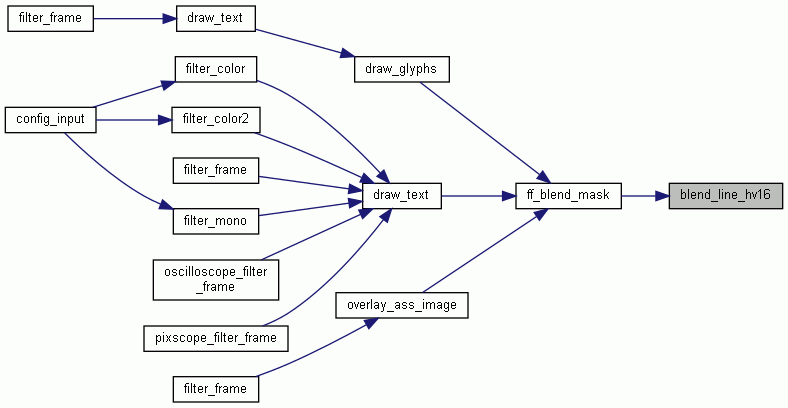 filter_frame
draw_text
draw_glyphs
filter_color
config_input
filter_color2
filter_frame
filter_mono
draw_text
ff_blend_mask
blend_line_hv16
oscilloscope_filter
_frame
overlay_ass_image
pixscope_filter_frame
filter_frame